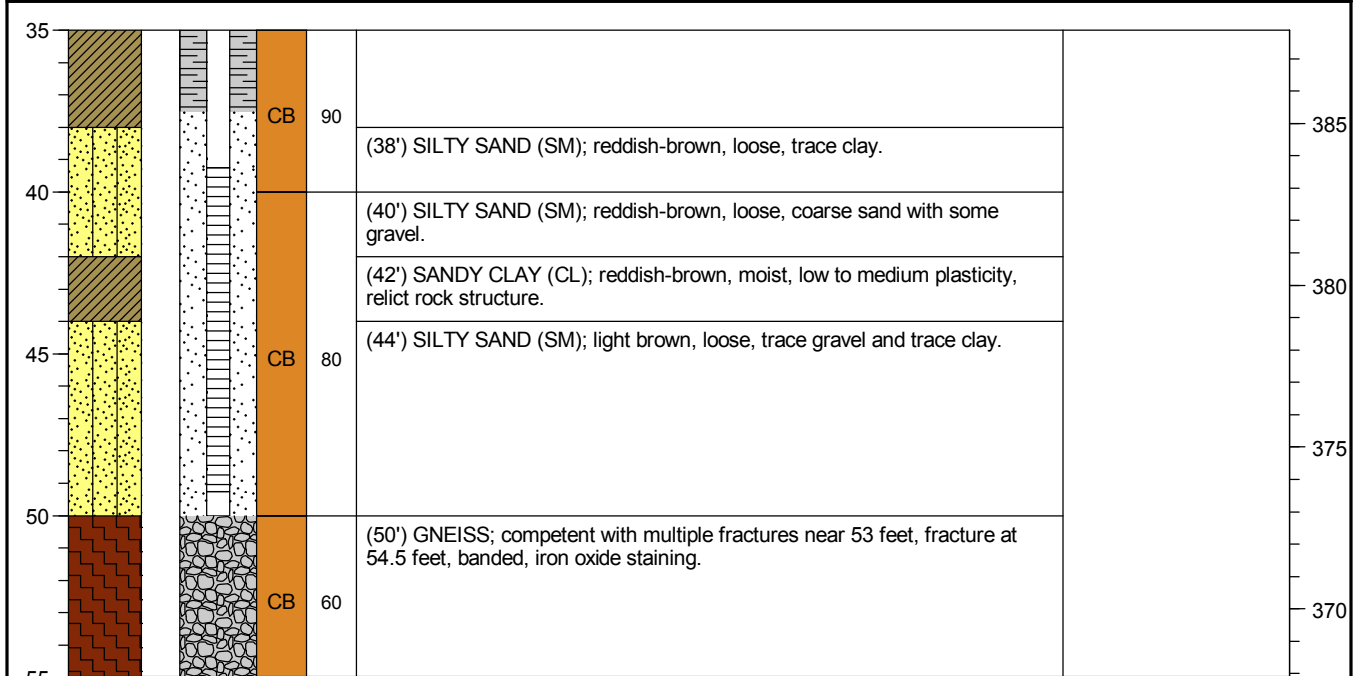 35
CB 90
385
(38') SILTY SAND (SM); reddish-brown, loose, trace clay.
40
(40') SILTY SAND (SM); reddish-brown, loose, coarse sand with some
gravel.
(42') SANDY CLAY (CL); reddish-brown, moist, low to medium plasticity,
relict rock structure.
380
(44') SILTY SAND (SM); light brown, loose, trace gravel and trace clay.
45
CB 80
375
50
(50') GNEISS; competent with multiple fractures near 53 feet, fracture at
54.5 feet, banded, iron oxide staining.
CB 60
370
55